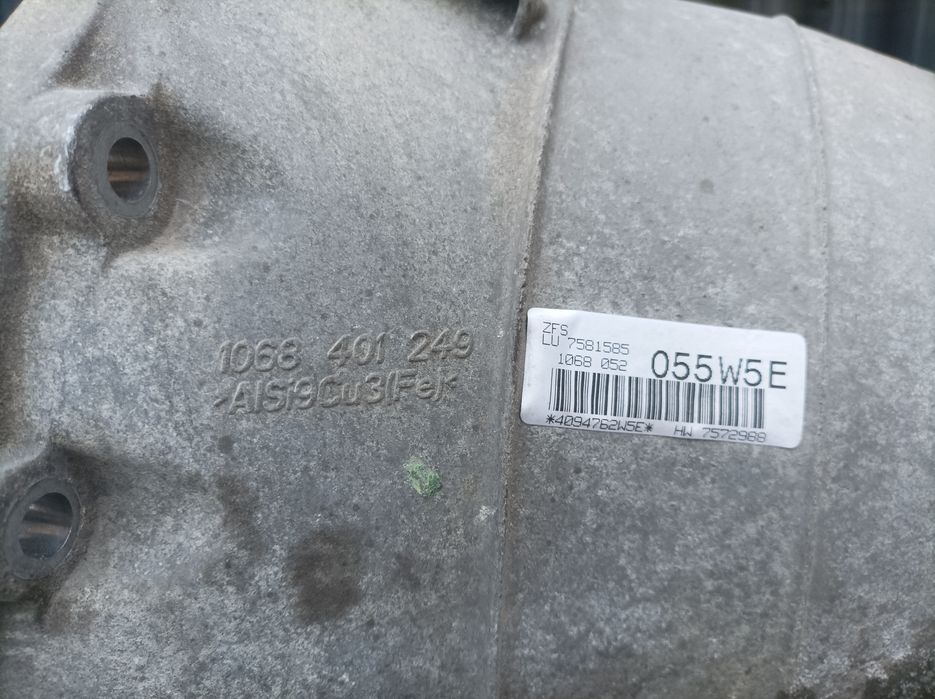 1068 401 249
>AlSi9Cu3(Fe)<
ZFS
LU 7581585
1068 052
055W5E
*4094762W5E* HW 7572988